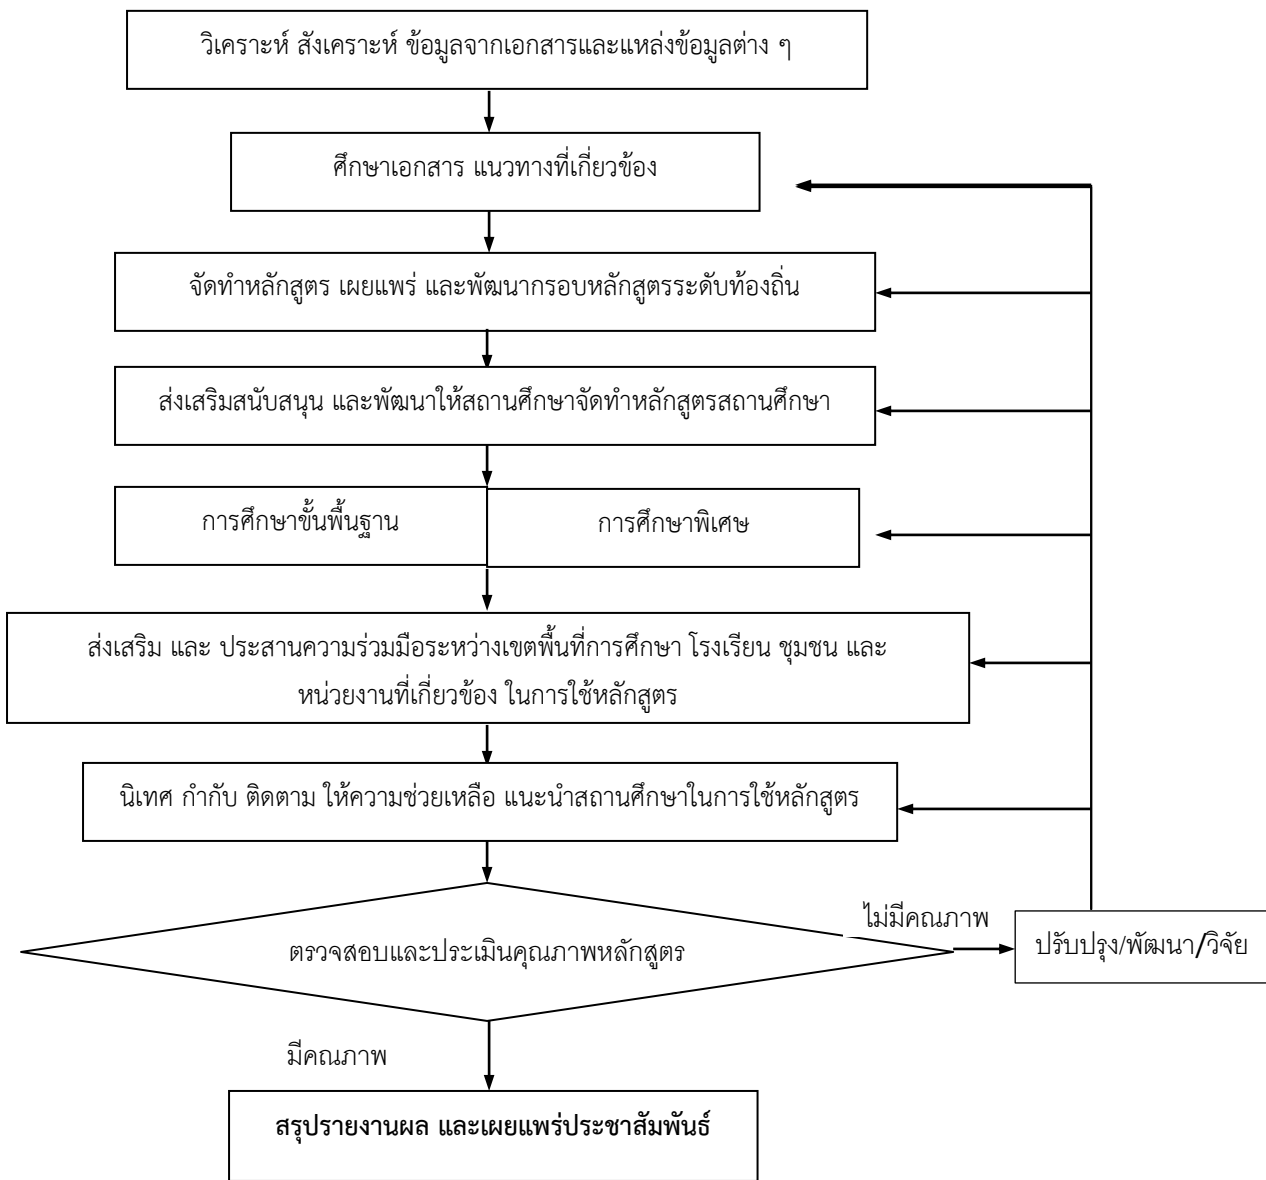 วิเคราะห์ สังเคราะห์ ข้อมูลจากเอกสารและแหล่งข้อมูลต่าง ๆ
ศึกษาเอกสาร แนวทางที่เกี่ยวข้อง
จัดทำหลักสูตร เผยแพร่ และพัฒนากรอบหลักสูตรระดับท้องถิ่น
ส่งเสริมสนับสนุน และพัฒนาให้สถานศึกษาจัดทำหลักสูตรสถานศึกษา
การศึกษาขั้นพื้นฐาน
การศึกษาพิเศษ
ส่งเสริม และ ประสานความร่วมมือระหว่างเขตพื้นที่การศึกษา โรงเรียน ชุมชน และ
หน่วยงานที่เกี่ยวข้อง ในการใช้หลักสูตร
นิเทศ กำกับ ติดตาม ให้ความช่วยเหลือ แนะนำสถานศึกษาในการใช้หลักสูตร
ไม่มีคณภาพ
ตรวจสอบและประเมินคุณภาพหลักสูตร
ปรับปรุง/พัฒนา/วิจัย
มีคณภาพ
สรุปรายงานผล และเผยแพร่ประชาสัมพันธ์